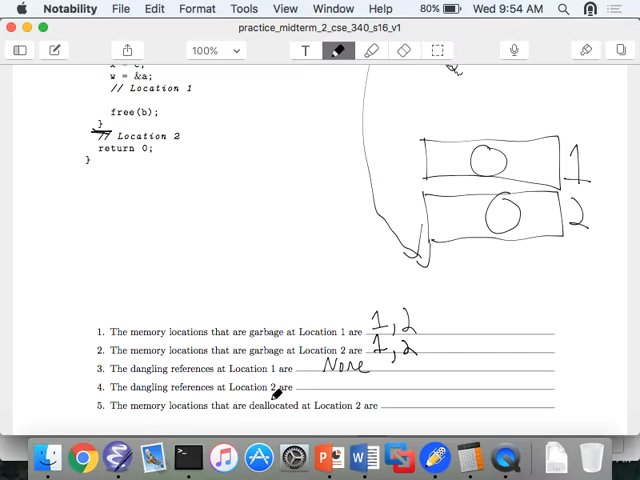 Notability File Edit Format Tools View Window Help 80% Wed 9:54 AM
practice_midterm_2_cse_340_s16_v1
100% T
x = c;
w = &a;
// Location 1
free(b);
}
// Location 2
return 0;
}
1
2
1. The memory locations that are garbage at Location 1 are 1,2
2. The memory locations that are garbage at Location 2 are 1,2
3. The dangling references at Location 1 are None
4. The dangling references at Location 2 are
5. The memory locations that are deallocated at Location 2 are